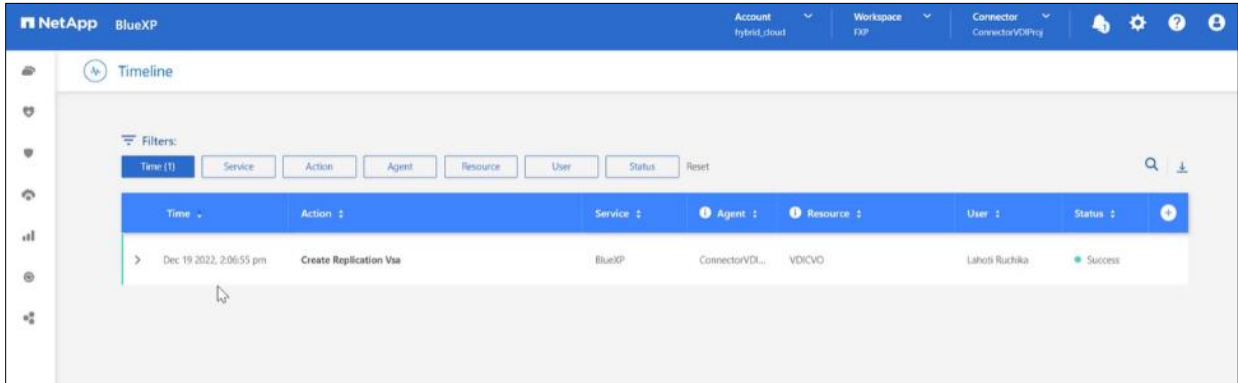 NetApp BlueXP
Account
hybrid_cloud
Workspace
FXP
Connector
ConnectorVDIProj
1
Timeline
Filters:
Time (1) Service Action Agent Resource User Status Reset
Time Action Service Agent Resource User Status
Dec 19 2022, 2:06:55 pm Create Replication Vsa BlueXP ConnectorVDI... VDICVO Lahoti Ruchika Success